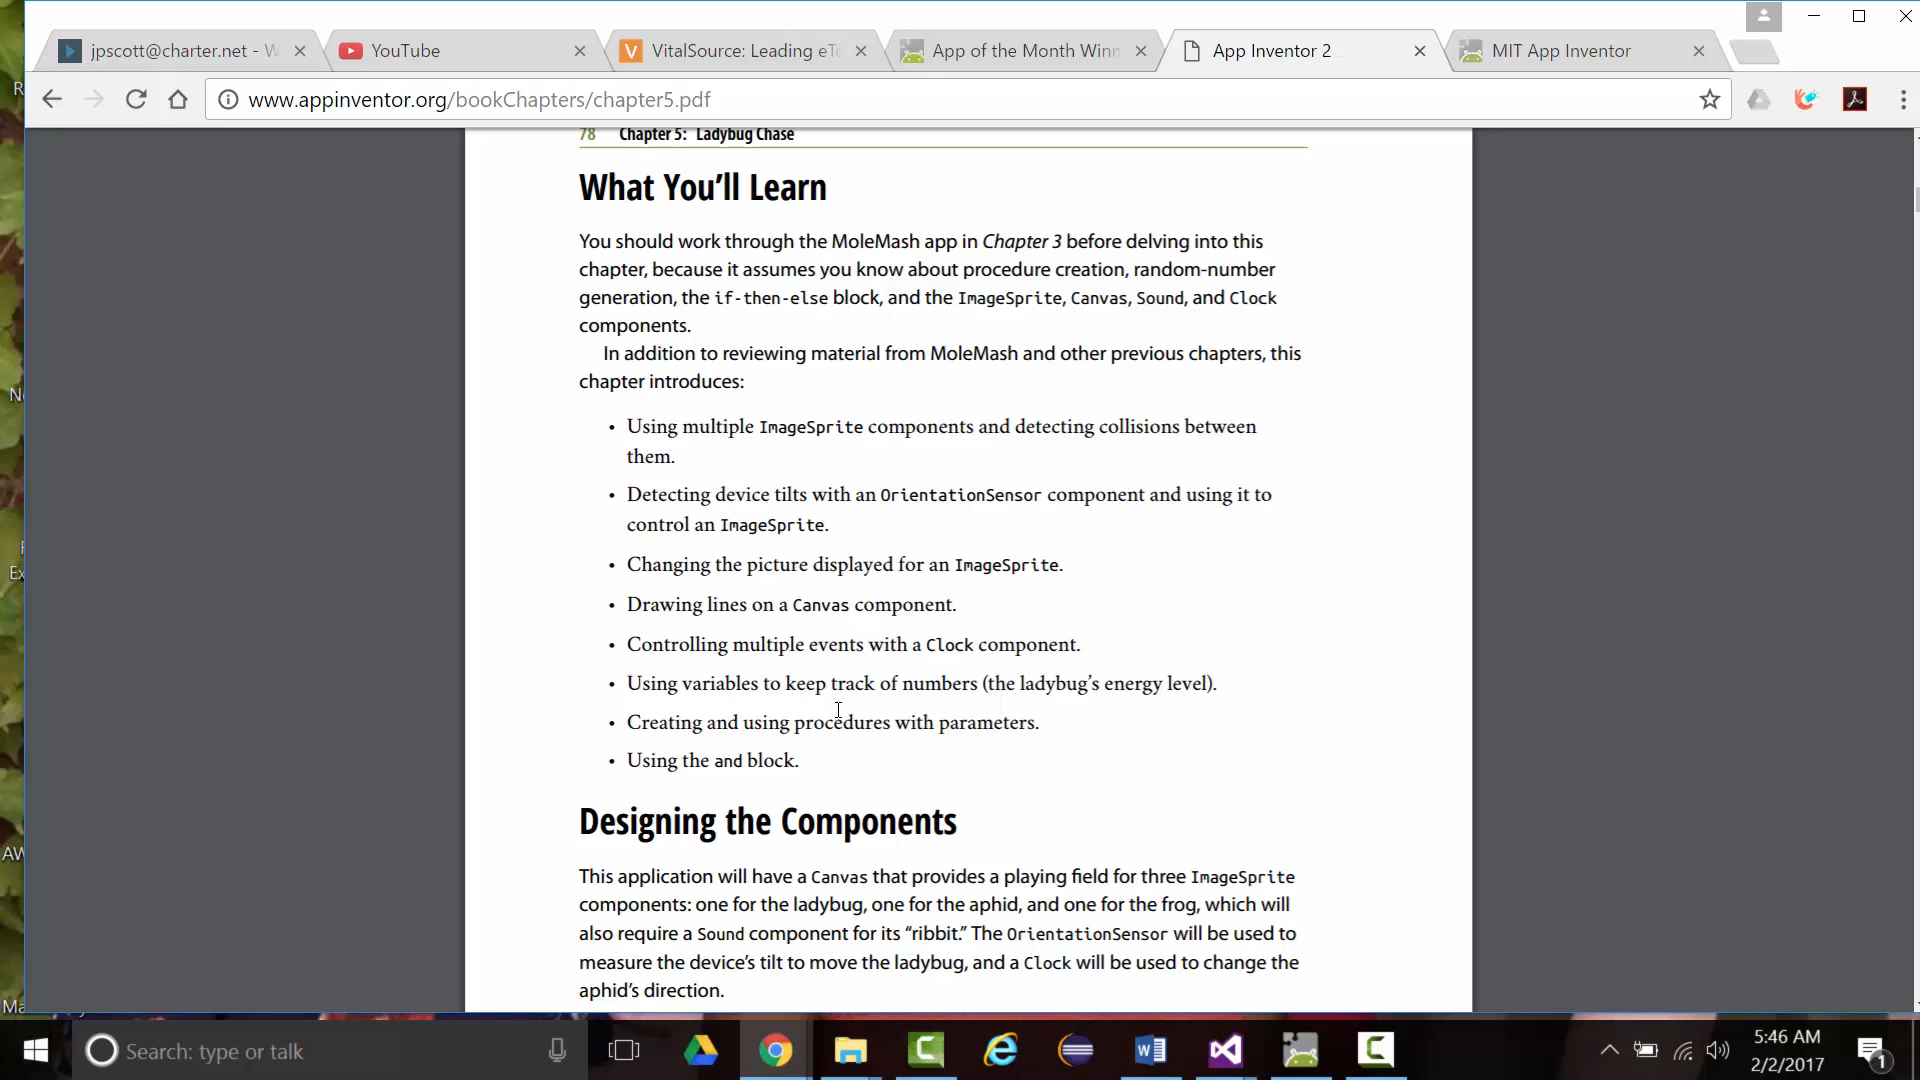 jpscott@charter.net - W
YouTube
VitalSource: Leading eTe
App of the Month Winn
App Inventor 2
MIT App Inventor
www.appinventor.org/bookChapters/chapter5.pdf
78 Chapter 5: Ladybug Chase
What You'll Learn
You should work through the MoleMash app in Chapter 3 before delving into this
chapter, because it assumes you know about procedure creation, random-number
generation, the if-then-else block, and the ImageSprite, Canvas, Sound, and Clock
components.
In addition to reviewing material from MoleMash and other previous chapters, this
chapter introduces:
• Using multiple ImageSprite components and detecting collisions between
them.
• Detecting device tilts with an OrientationSensor component and using it to
control an ImageSprite.
• Changing the picture displayed for an ImageSprite.
• Drawing lines on a Canvas component.
• Controlling multiple events with a Clock component.
• Using variables to keep track of numbers (the ladybug's energy level).
• Creating and using procedures with parameters.
• Using the and block.
Designing the Components
This application will have a Canvas that provides a playing field for three ImageSprite
components: one for the ladybug, one for the aphid, and one for the frog, which will
also require a Sound component for its “ribbit.” The OrientationSensor will be used to
measure the device's tilt to move the ladybug, and a Clock will be used to change the
aphid's direction.
Search: type or talk
5:46 AM
2/2/2017
1